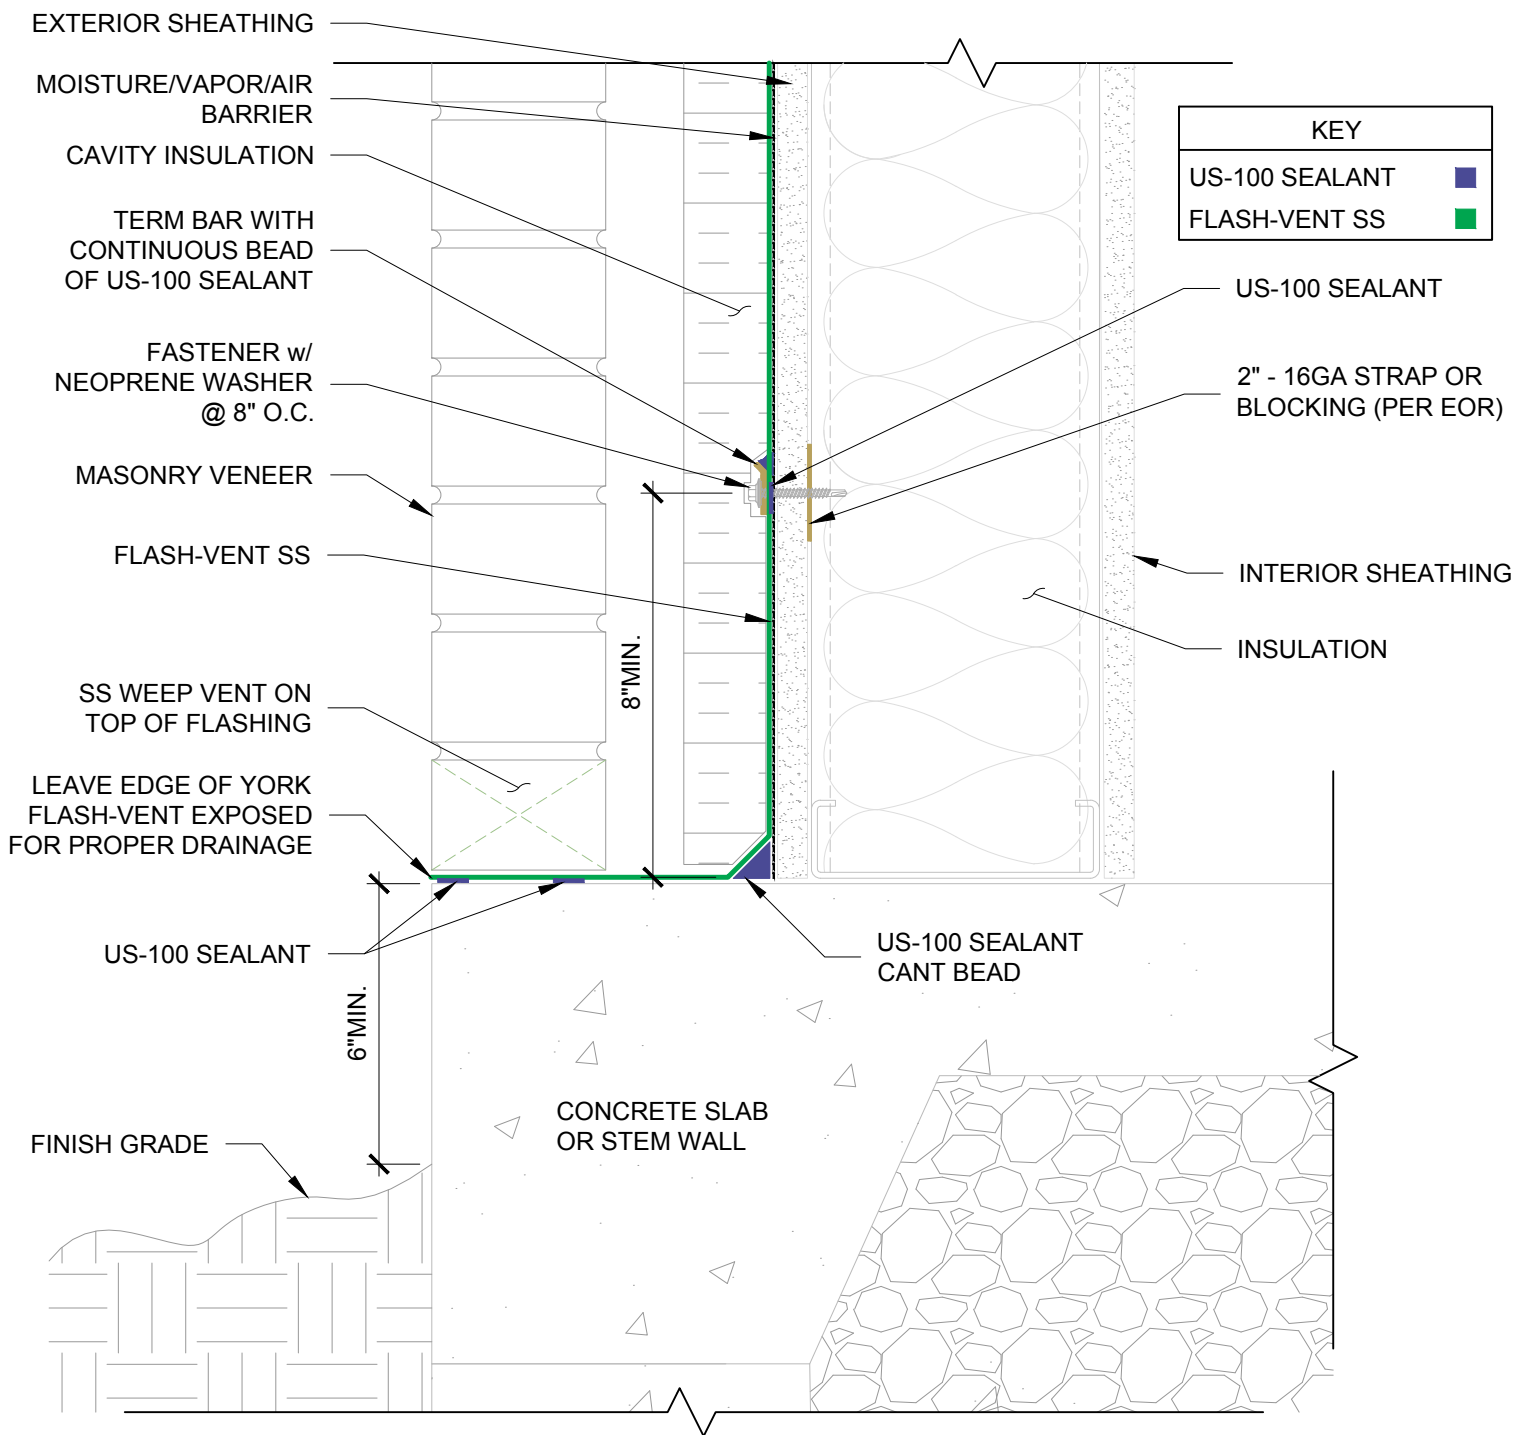 EXTERIOR SHEATHING
MOISTURE/VAPOR/AIR
BARRIER
CAVITY INSULATION
TERM BAR WITH
CONTINUOUS BEAD
OF US-100 SEALANT
FASTENER w/
NEOPRENE WASHER
@ 8" O.C.
MASONRY VENEER
FLASH-VENT SS
SS WEEP VENT ON
TOP OF FLASHING
LEAVE EDGE OF YORK
FLASH-VENT EXPOSED
FOR PROPER DRAINAGE
US-100 SEALANT
FINISH GRADE
8"MIN.
6"MIN.
KEY
US-100 SEALANT
FLASH-VENT SS
US-100 SEALANT
2" - 16GA STRAP OR
BLOCKING (PER EOR)
INTERIOR SHEATHING
INSULATION
US-100 SEALANT
CANT BEAD
CONCRETE SLAB
OR STEM WALL